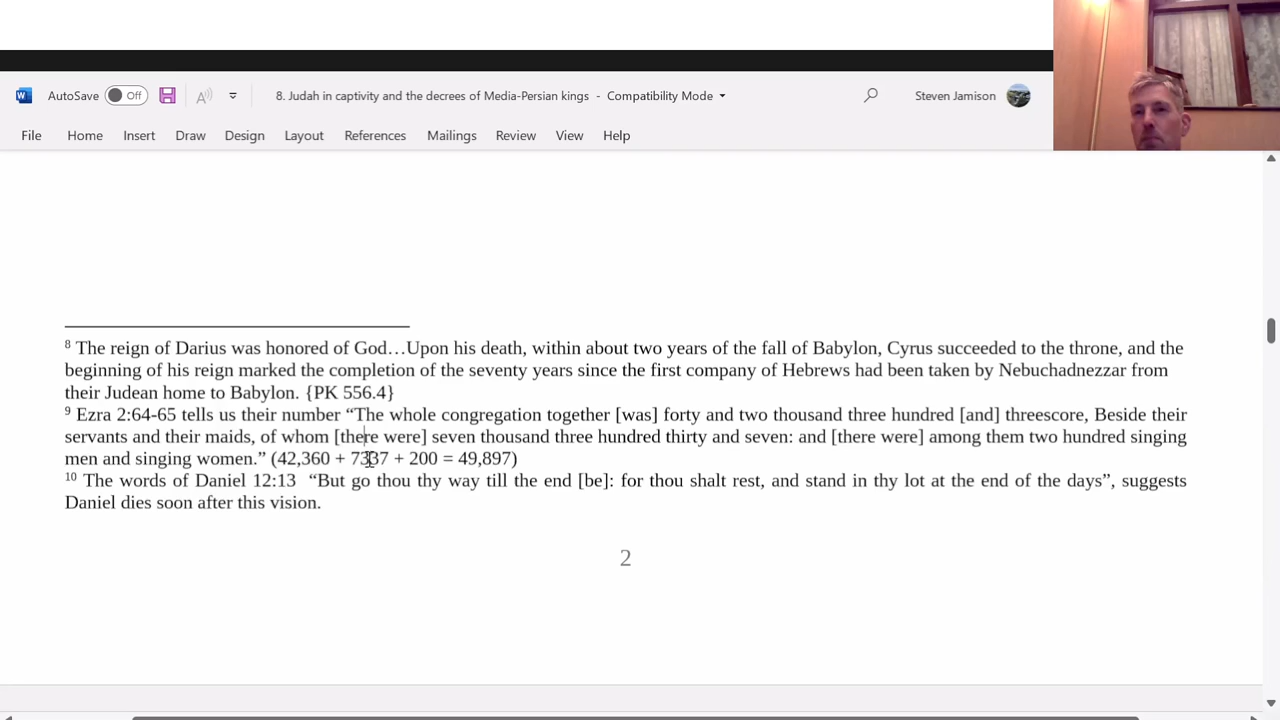 AutoSave Off 8. Judah in captivity and the decrees of Media-Persian kings - Compatibility Mode Steven Jamison
File Home Insert Draw Design Layout References Mailings Review View Help
8 The reign of Darius was honored of God…Upon his death, within about two years of the fall of Babylon, Cyrus succeeded to the throne, and the
beginning of his reign marked the completion of the seventy years since the first company of Hebrews had been taken by Nebuchadnezzar from
their Judean home to Babylon. {PK 556.4}
9 Ezra 2:64-65 tells us their number “The whole congregation together [was] forty and two thousand three hundred [and] threescore, Beside their
servants and their maids, of whom [there were] seven thousand three hundred thirty and seven: and [there were] among them two hundred singing
men and singing women.” (42,360 + 7337 + 200 = 49,897)
10 The words of Daniel 12:13 “But go thou thy way till the end [be]: for thou shalt rest, and stand in thy lot at the end of the days”, suggests
Daniel dies soon after this vision.
2